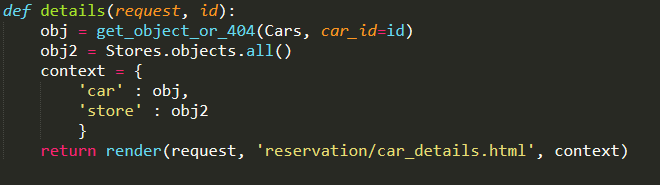 def details(request, id):
    obj = get_object_or_404(Cars, car_id=id)
    obj2 = Stores.objects.all()
    context = {
        'car' : obj,
        'store' : obj2
        }
    return render(request, 'reservation/car_details.html', context)